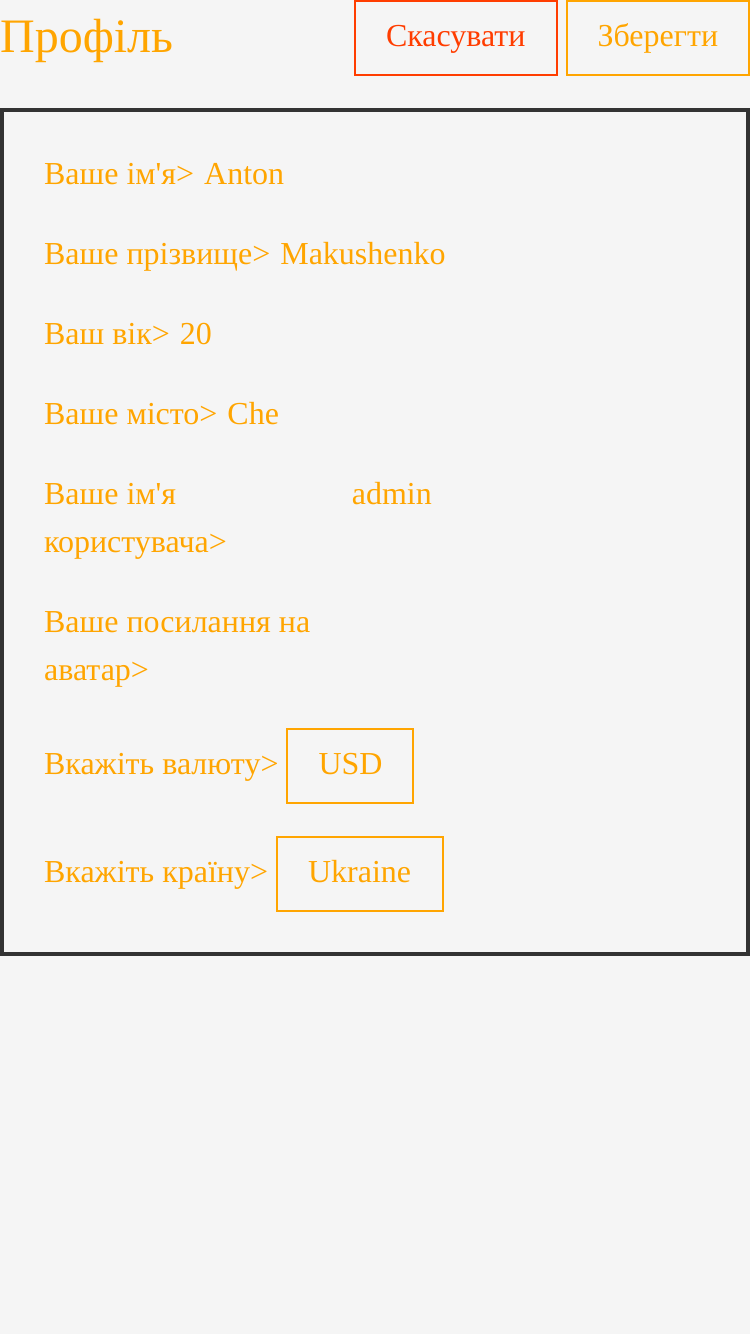 Профіль Скасувати Зберегти
Ваше ім'я> Anton
Ваше прізвище> Makushenko
Ваш вік> 20
Ваше місто> Che
Ваше ім'я admin
користувача>
Ваше посилання на
аватар>
Вкажіть валюту> USD
Вкажіть країну> Ukraine